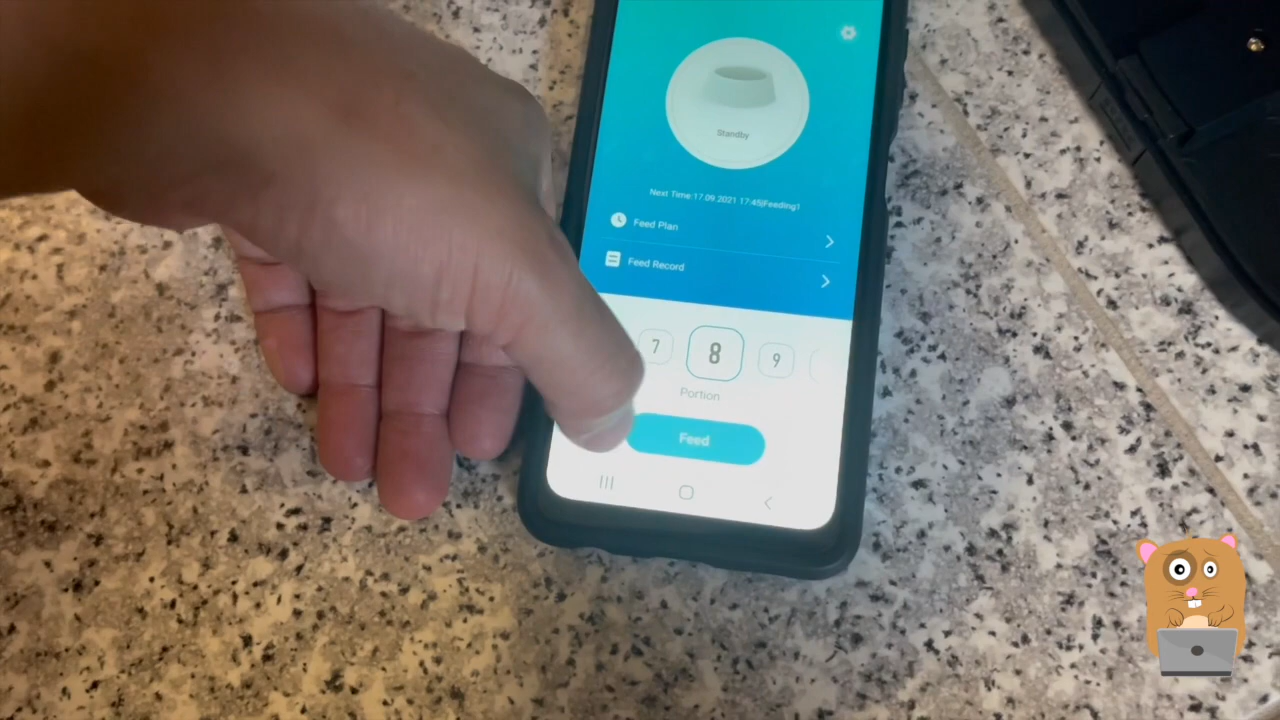 Standby
Next Time:17.09.2021 17:45|Feeding1
Feed Plan
Feed Record
7 8 9
Portion
Feed